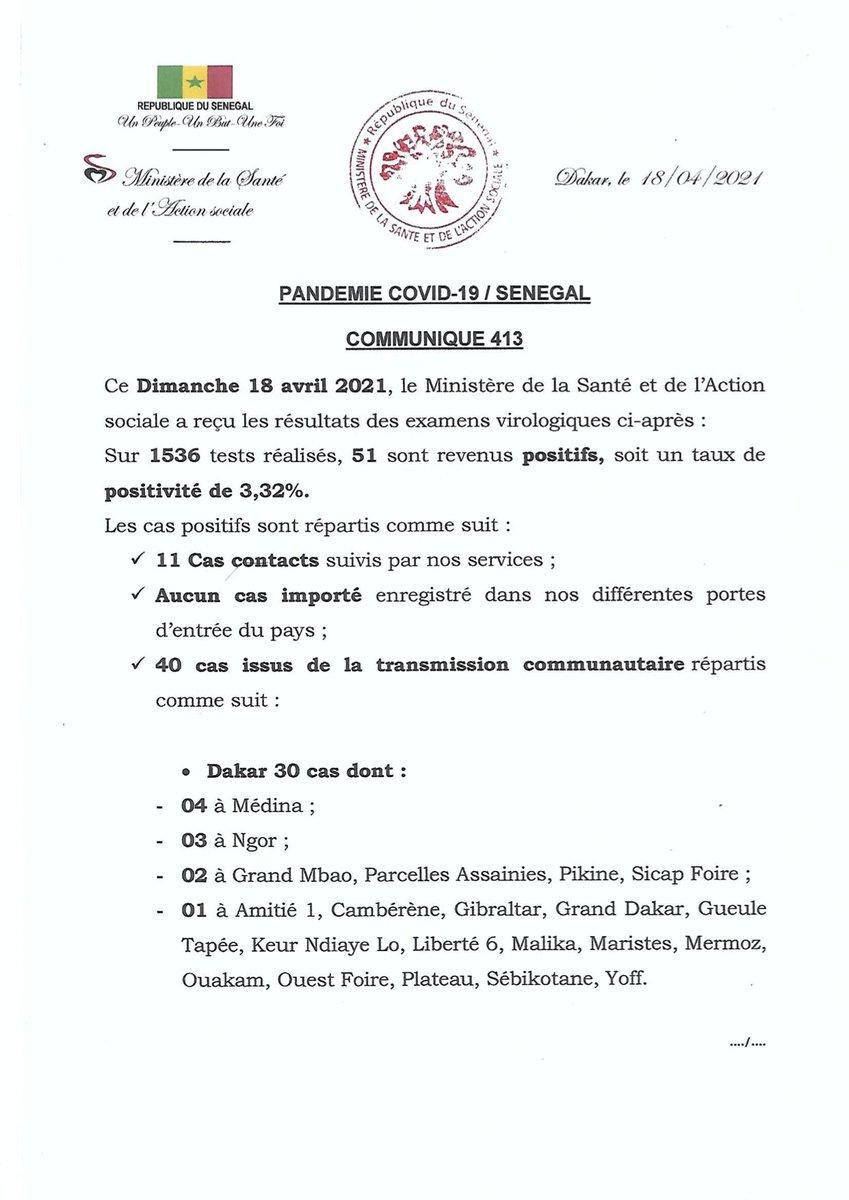 REPUBLIQUE DU SENEGAL
Un Peuple-Un But-Une Foi
Ministère de la Santé
et de l'Action sociale
★ République du Sénégal ★
MINISTÈRE DE LA SANTE ET DE L'ACTION SOCIALE
Dakar, le 18/04/2021
PANDEMIE COVID-19 / SENEGAL
COMMUNIQUE 413
Ce Dimanche 18 avril 2021, le Ministère de la Santé et de l'Action
sociale a reçu les résultats des examens virologiques ci-après :
Sur 1536 tests réalisés, 51 sont revenus positifs, soit un taux de
positivité de 3,32%.
Les cas positifs sont répartis comme suit :
✓ 11 Cas contacts suivis par nos services ;
✓ Aucun cas importé enregistré dans nos différentes portes
d'entrée du pays ;
✓ 40 cas issus de la transmission communautaire répartis
comme suit :
• Dakar 30 cas dont :
- 04 à Médina ;
- 03 à Ngor ;
- 02 à Grand Mbao, Parcelles Assainies, Pikine, Sicap Foire ;
- 01 à Amitié 1, Cambérène, Gibraltar, Grand Dakar, Gueule
Tapée, Keur Ndiaye Lo, Liberté 6, Malika, Maristes, Mermoz,
Ouakam, Ouest Foire, Plateau, Sébikotane, Yoff.
..../....